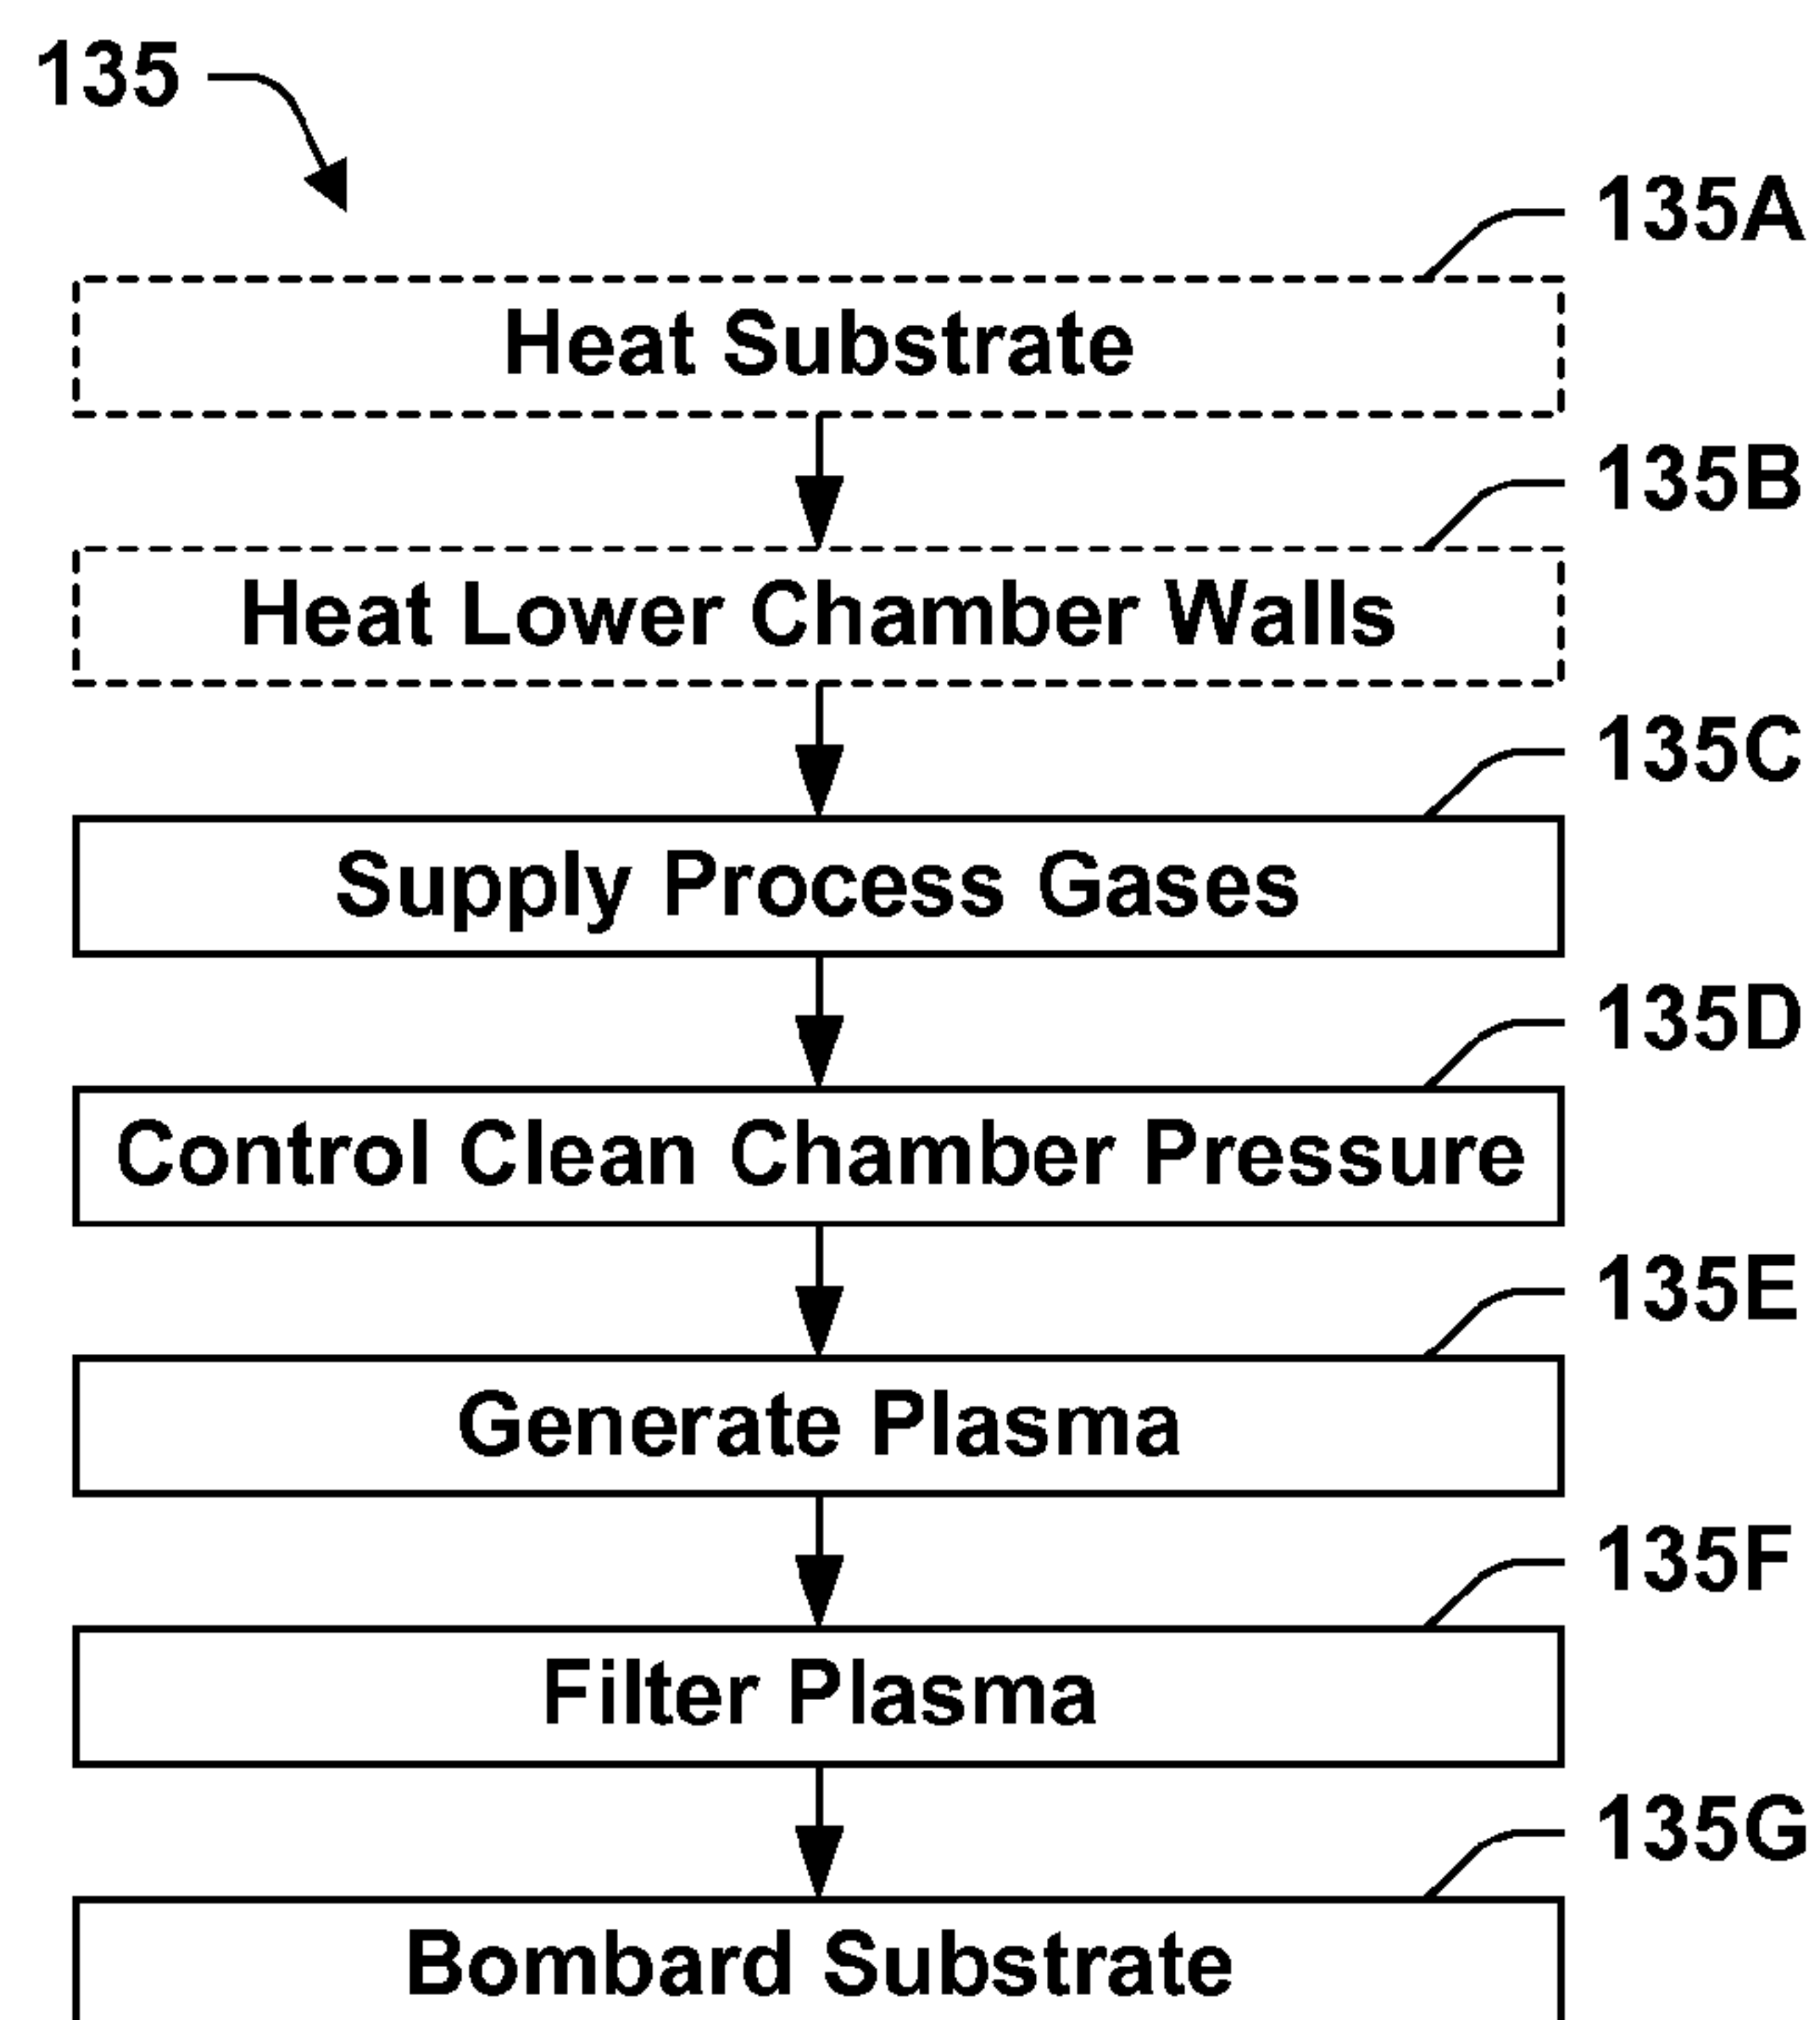 135
135A
Heat Substrate
135B
Heat Lower Chamber Walls
135C
Supply Process Gases
135D
Control Clean Chamber Pressure
135E
Generate Plasma
135F
Filter Plasma
135G
Bombard Substrate